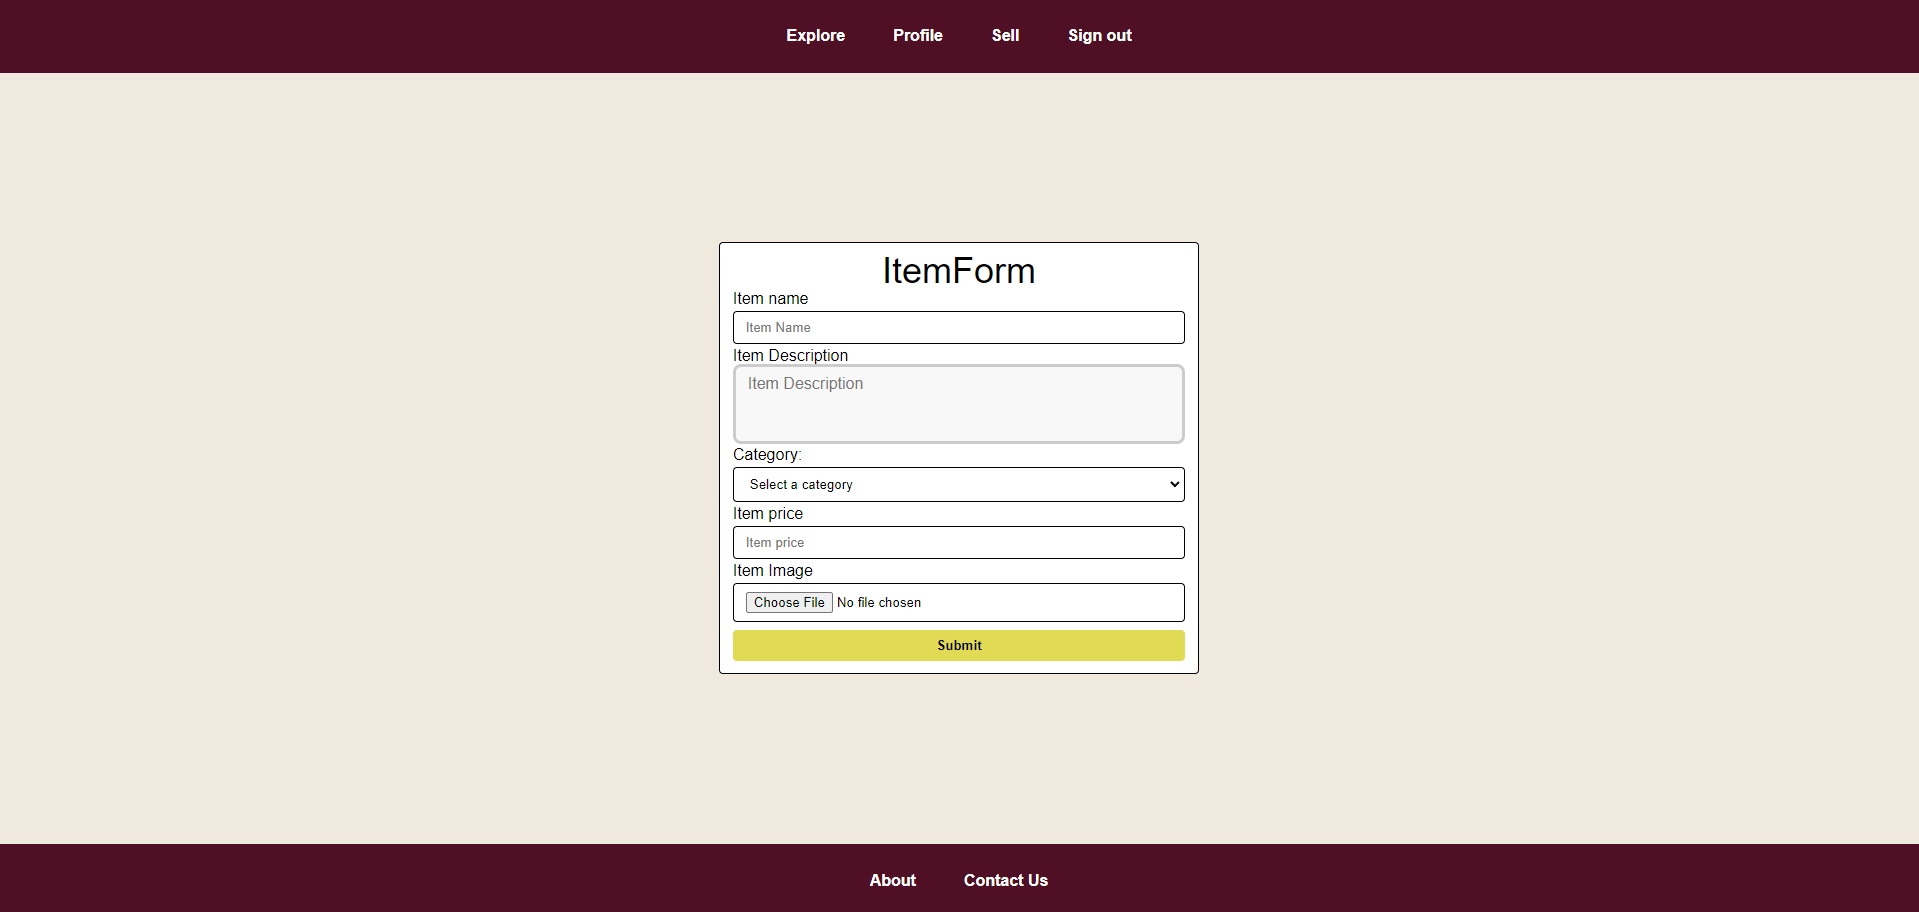 Explore Profile Sell Sign out
ItemForm
Item name
Item Name
Item Description
Item Description
Category:
Select a category
Item price
Item price
Item Image
Choose File No file chosen
Submit
About Contact Us